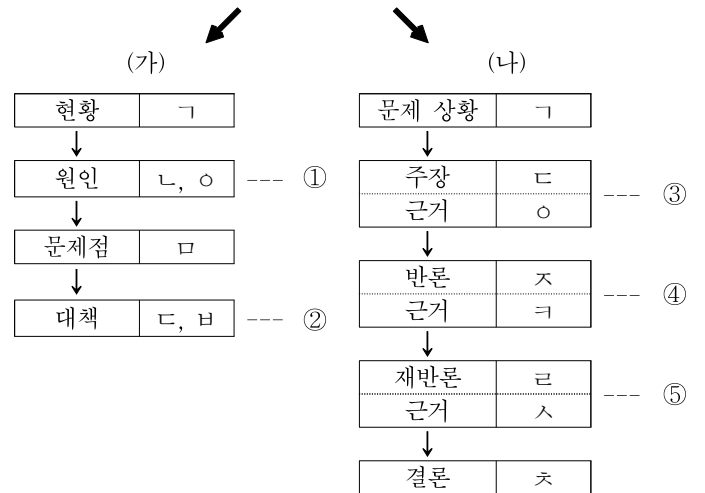 (가)
현황 ㄱ
원인 ㄴ, ㅇ --- ①
문제점 ㅁ
대책 ㄷ, ㅂ --- ②
(나)
문제 상황 ㄱ
주장 ㄷ
근거 ㅇ
--- ③
반론 ㅈ
근거 ㅋ
--- ④
재반론 ㄹ
근거 ㅅ
--- ⑤
결론 ㅊ